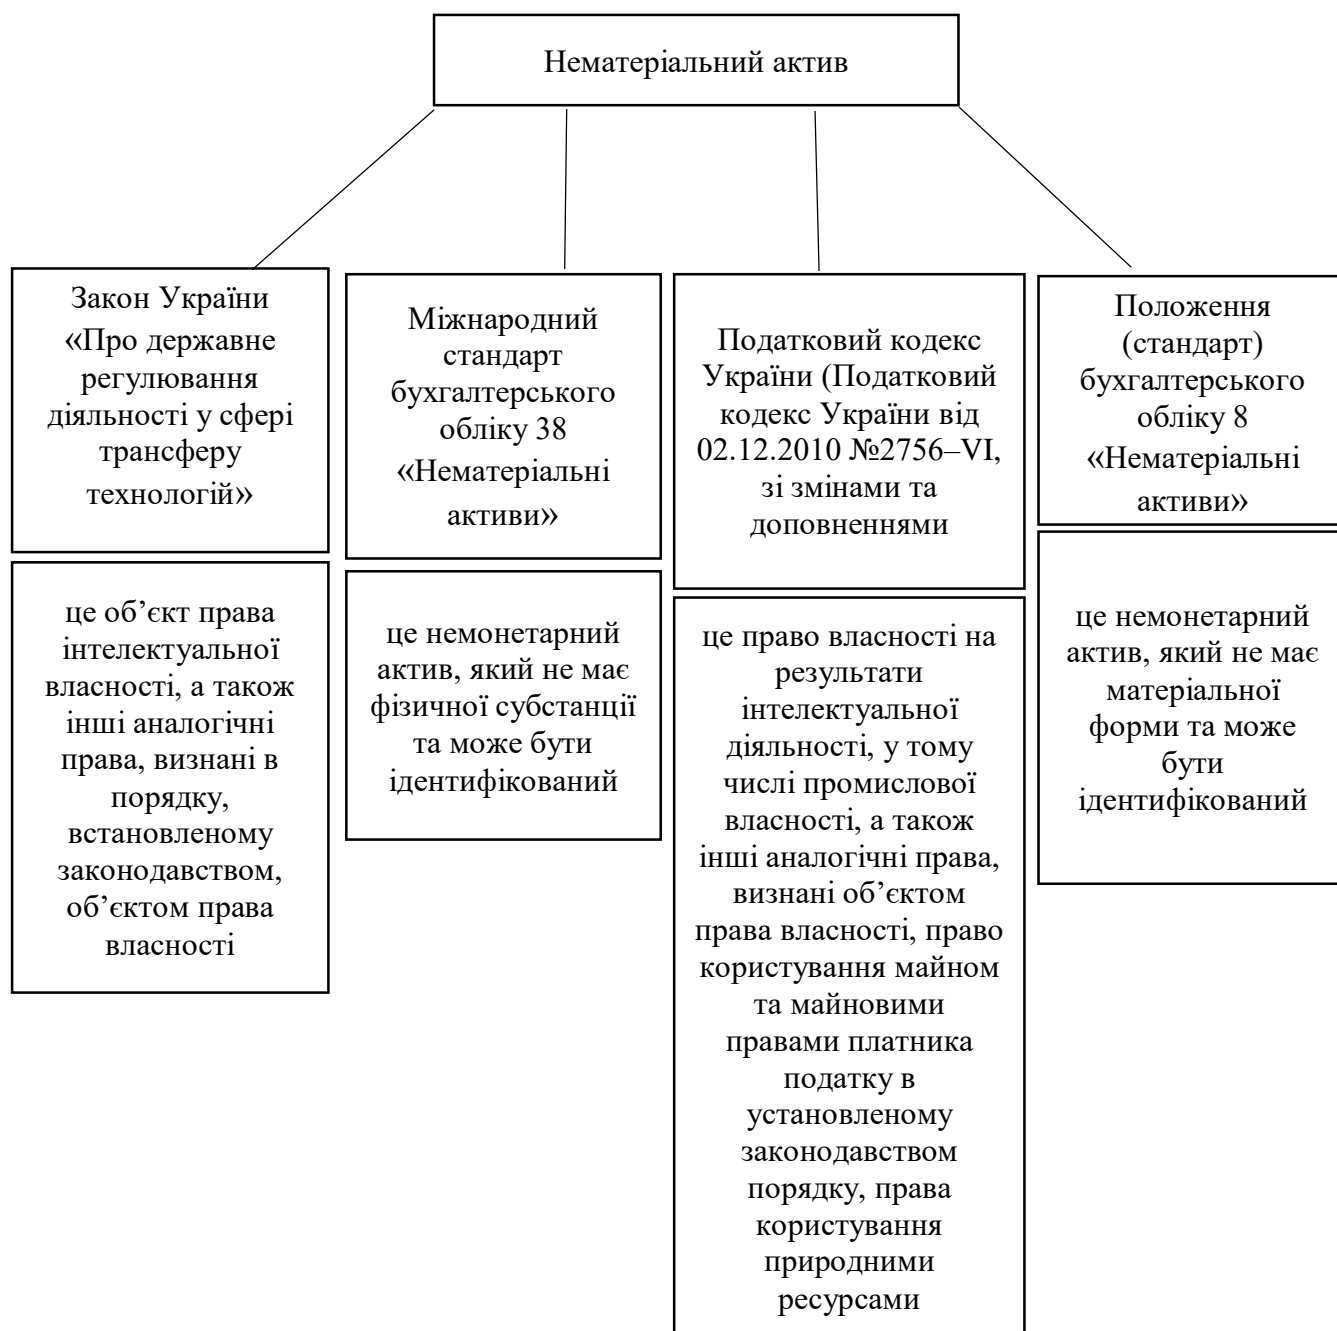 Нематеріальний актив
Закон України
«Про державне
регулювання
діяльності у сфері
трансферу
технологій»
Міжнародний
стандарт
бухгалтерського
обліку 38
«Нематеріальні
активи»
Податковий кодекс
України (Податковий
кодекс України від
02.12.2010 №2756–VI,
зі змінами та
доповненнями
Положення
(стандарт)
бухгалтерського
обліку 8
«Нематеріальні
активи»
це об’єкт права
інтелектуальної
власності, а також
інші аналогічні
права, визнані в
порядку,
встановленому
законодавством,
об’єктом права
власності
це немонетарний
актив, який не має
фізичної субстанції
та може бути
ідентифікований
це право власності на
результати
інтелектуальної
діяльності, у тому
числі промислової
власності, а також
інші аналогічні права,
визнані об’єктом
права власності, право
користування майном
та майновими
правами платника
податку в
установленому
законодавством
порядку, права
користування
природними
ресурсами
це немонетарний
актив, який не має
матеріальної
форми та може
бути
ідентифікований